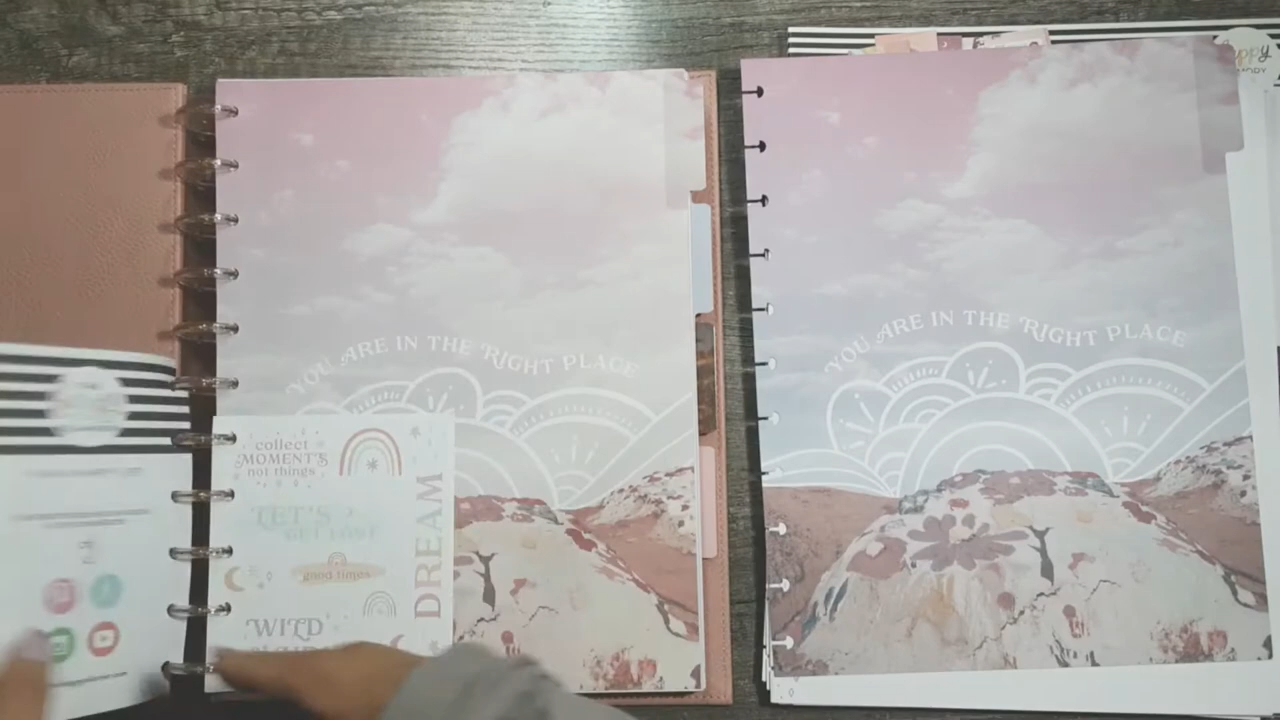 YOU ARE IN THE RIGHT PLACE
YOU ARE IN THE RIGHT PLACE
collect
MOMENTS
not things
LET'S
GET LOST
DREAM
good times
WILD